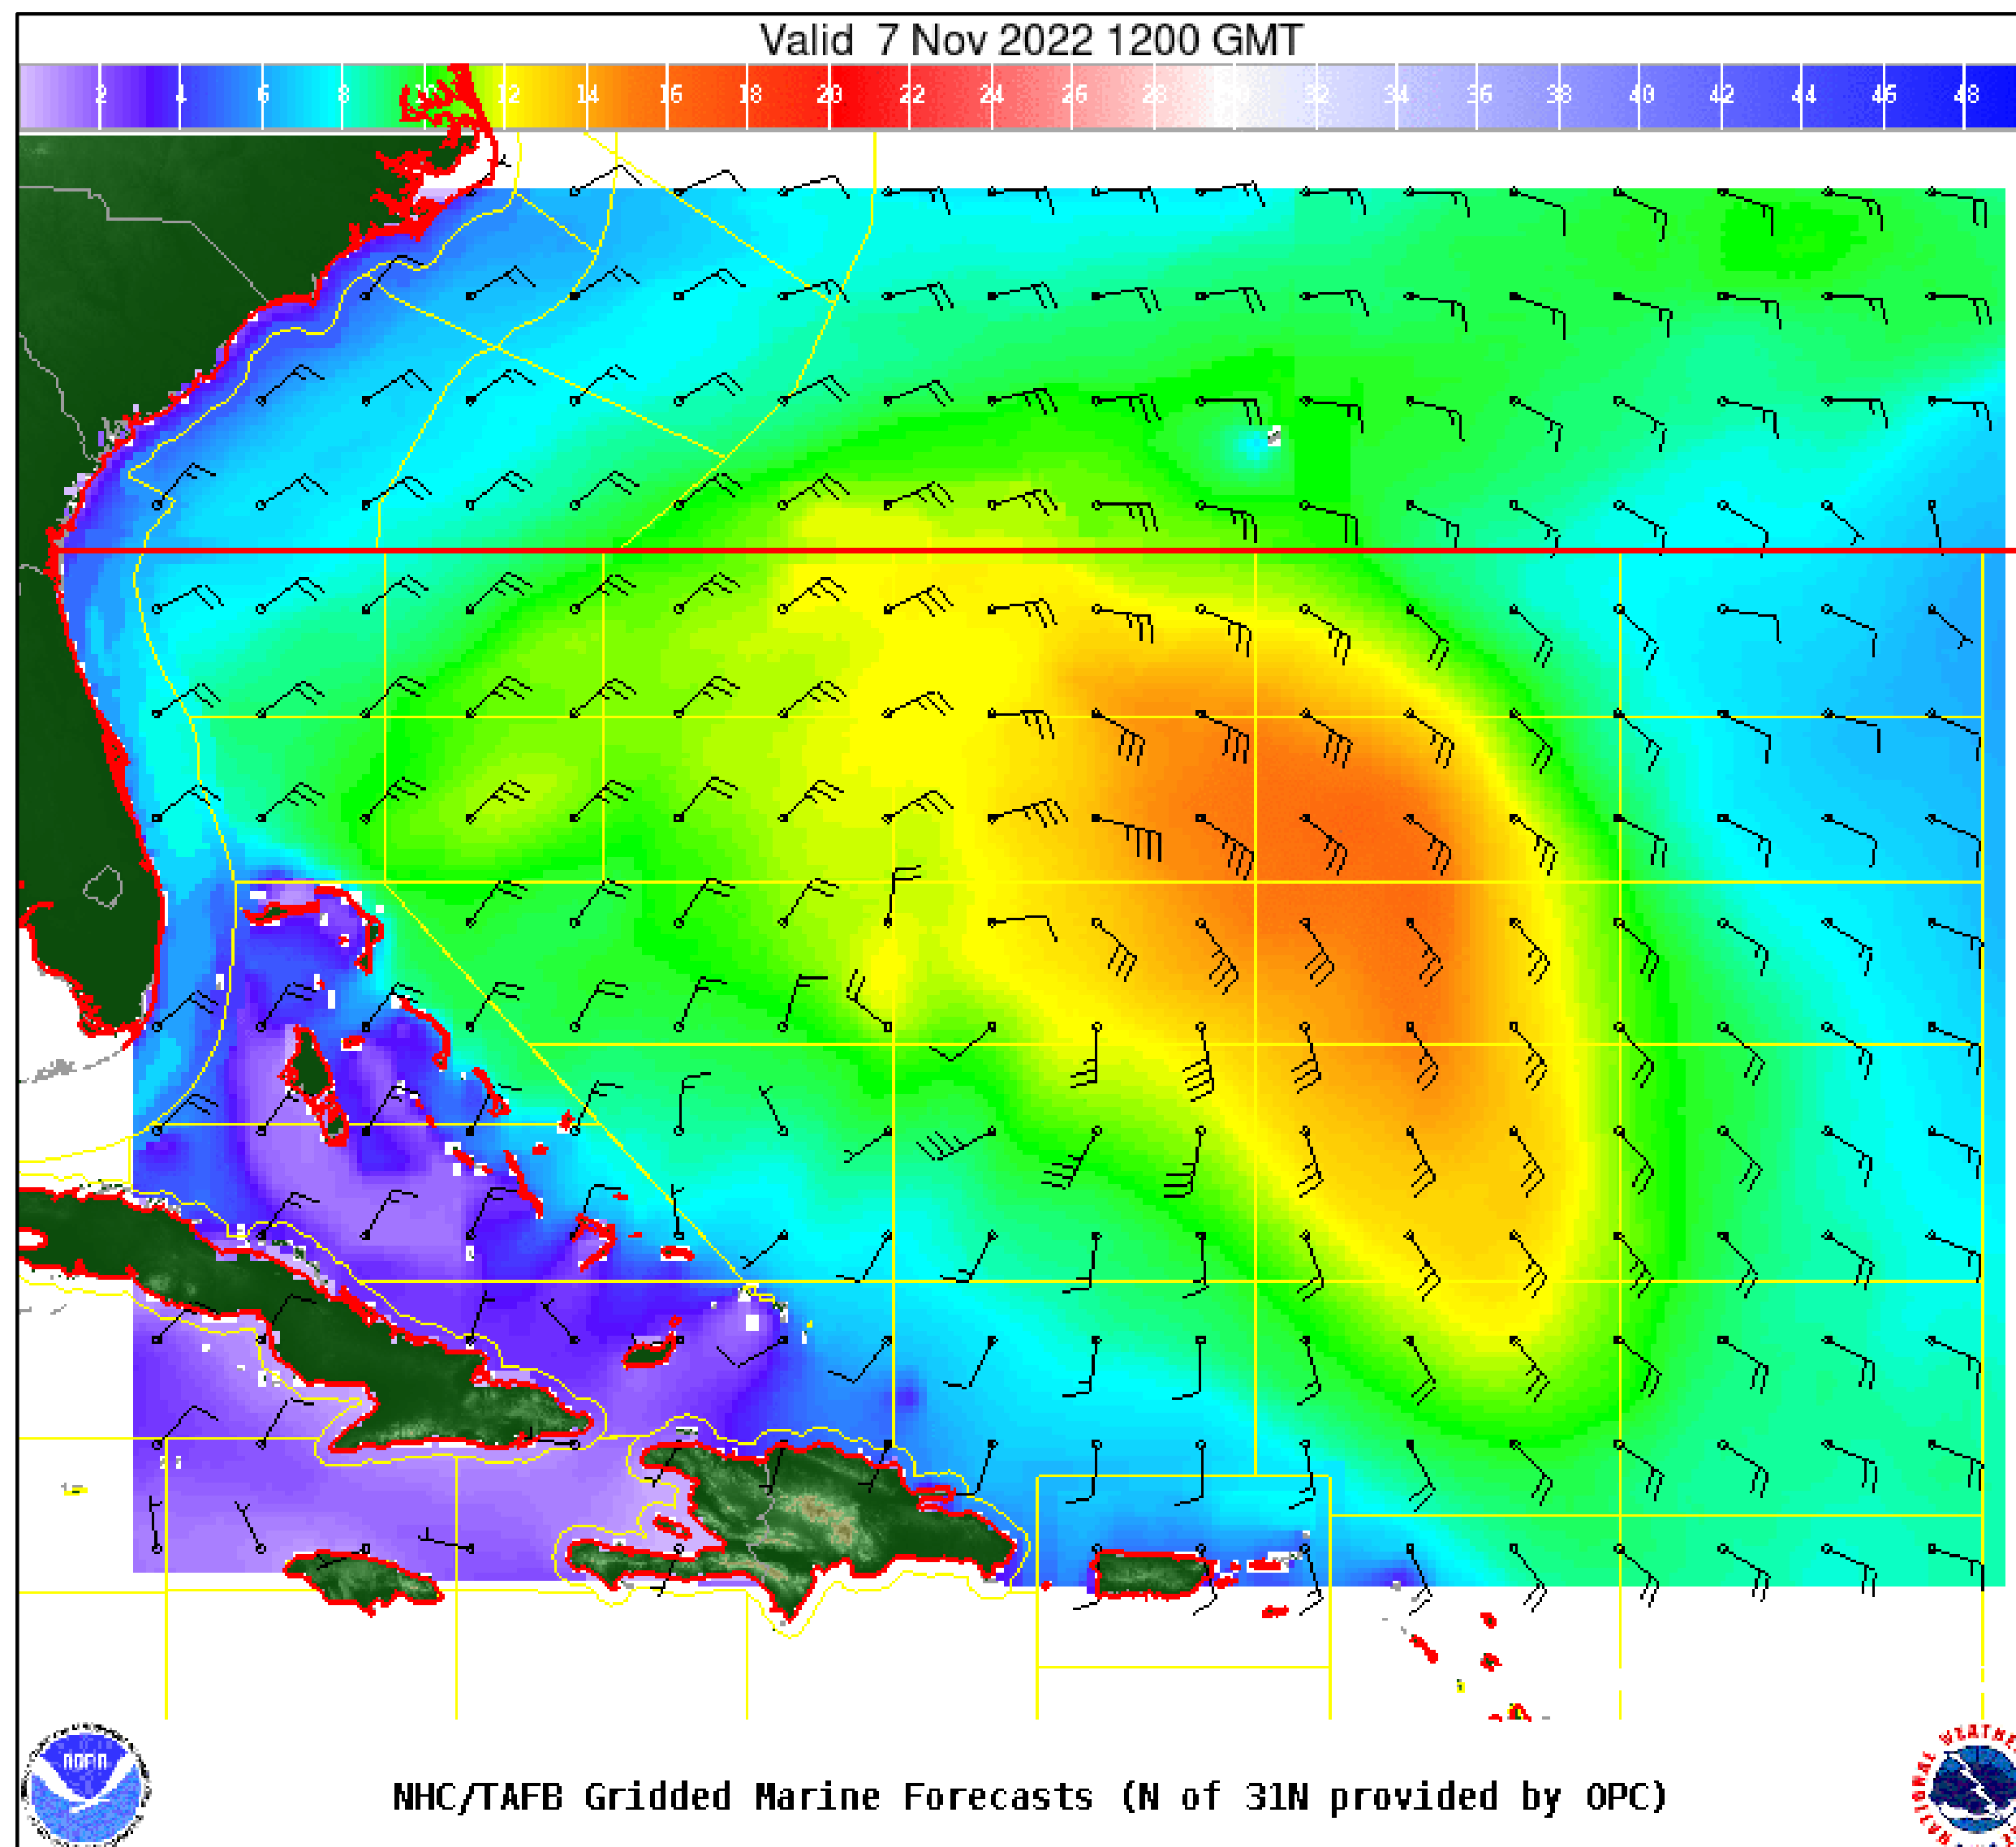 Valid 7 Nov 2022 1200 GMT
2 4 6 8 10 12 14 16 18 20 22 24 26 28 30 32 34 36 38 40 42 44 46 48
NOAA
NHC/TAFB Gridded Marine Forecasts (N of 31N provided by OPC)